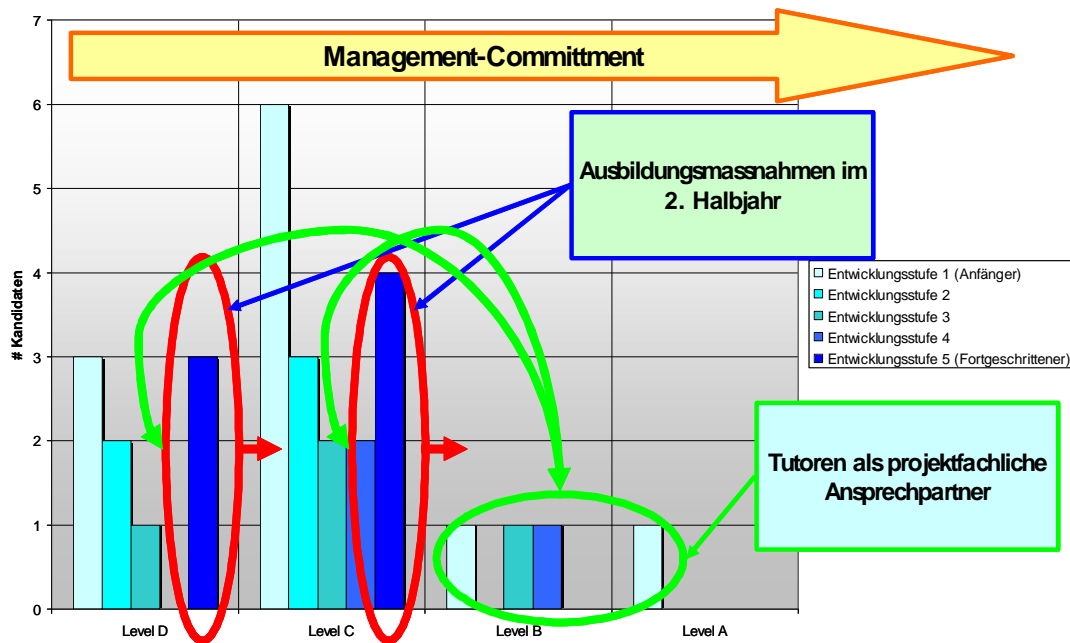 7
Management-Committment
6
Ausbildungsmassnahmen im
2. Halbjahr
5
4
# Kandidaten
Entwicklungsstufe 1 (Anfänger)
Entwicklungsstufe 2
Entwicklungsstufe 3
Entwicklungsstufe 4
Entwicklungsstufe 5 (Fortgeschrittener)
3
2
Tutoren als projektfachliche
Ansprechpartner
1
0
Level D
Level C
Level B
Level A